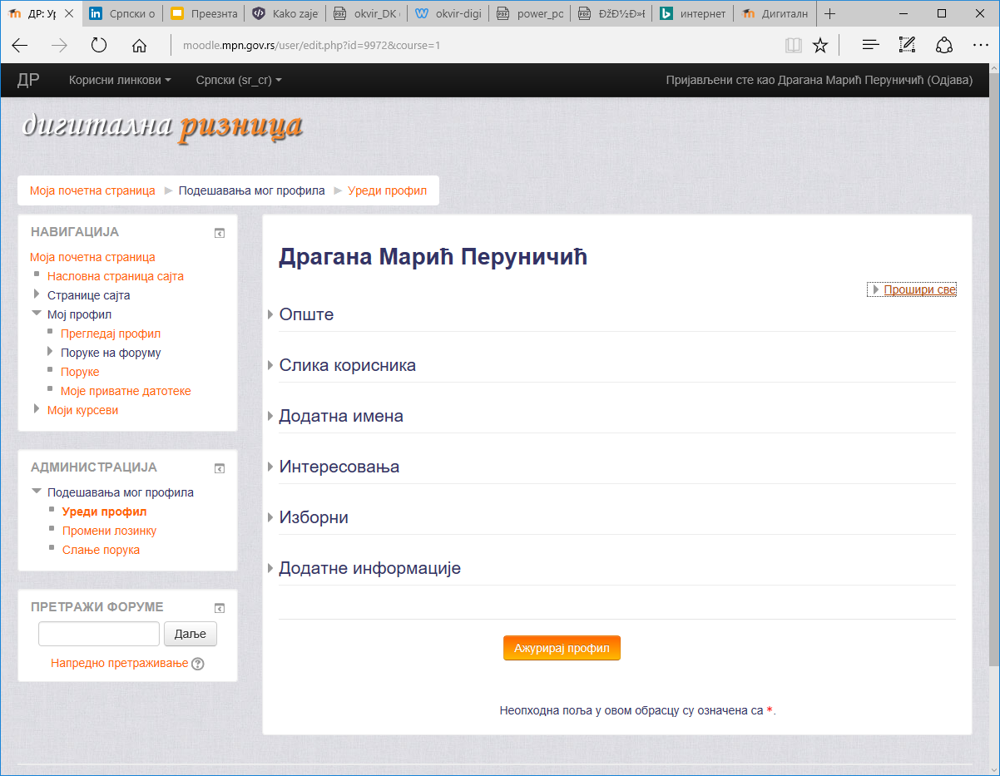 ДР: Ур
Српски о
Преезнта
Kako zaje
okvir_DK
okvir-digi
power_po
интернет
Дигиталн
moodle.mpn.gov.rs/user/edit.php?id=9972&course=1
ДР Корисни линкови Српски (sr_cr) Пријављени сте као Драгана Марић Перуничић (Одјава)
дигитална ризница
Моја почетна страница Подешавања мог профила Уреди профил
НАВИГАЦИЈА
Моја почетна страница
Насловна страница сајта
Странице сајта
Мој профил
Прегледај профил
Поруке на форуму
Поруке
Моје приватне датотеке
Моји курсеви
АДМИНИСТРАЦИЈА
Подешавања мог профила
Уреди профил
Промени лозинку
Слање порука
ПРЕТРАЖИ ФОРУМЕ
Даље
Напредно претраживање
Драгана Марић Перуничић
Прошири све
Опште
Слика корисника
Додатна имена
Интересовања
Изборни
Додатне информације
Ажурирај профил
Неопходна поља у овом обрасцу су означена са *.